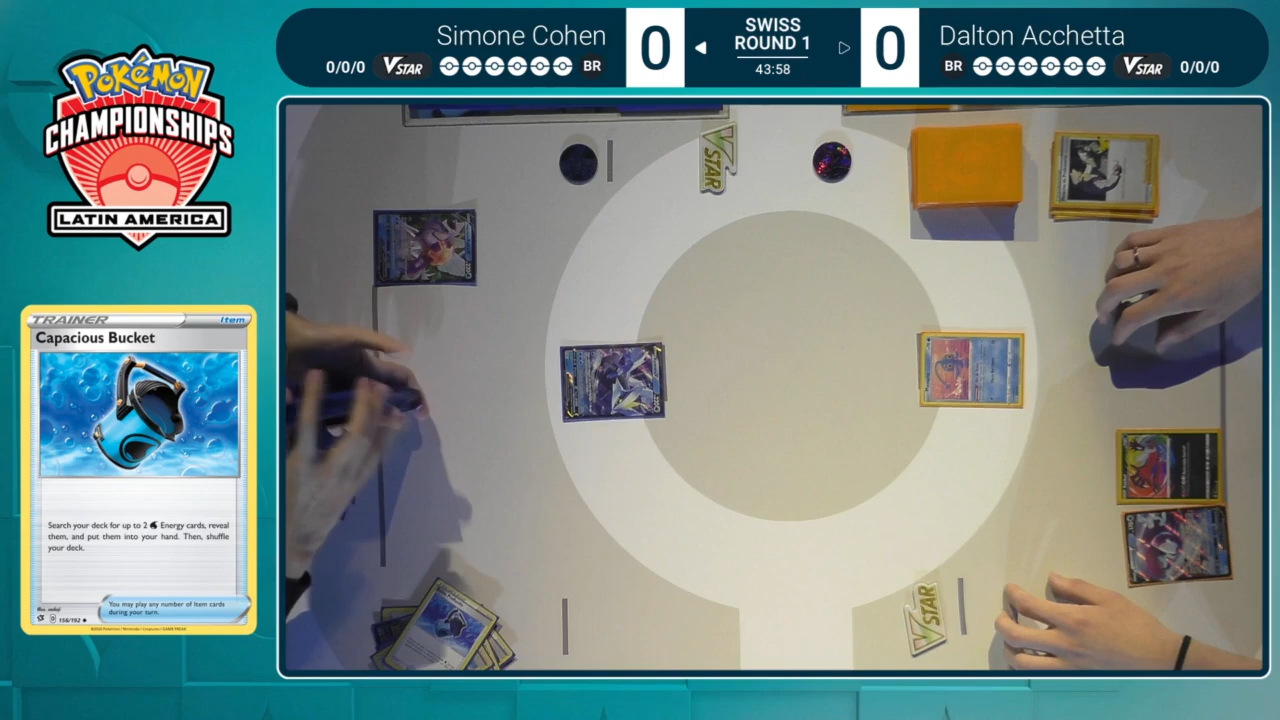 Simone Cohen
0/0/0 VSTAR BR
0
SWISS
ROUND 1
43:58
0
Dalton Acchetta
BR VSTAR 0/0/0
POKÉMON
CHAMPIONSHIPS
LATIN AMERICA
TRAINER Item
Capacious Bucket
Search your deck for up to 2 Energy cards, reveal
them, and put them into your hand. Then, shuffle
your deck.
You may play any number of Item cards
during your turn.
156/192
VSTAR
VSTAR